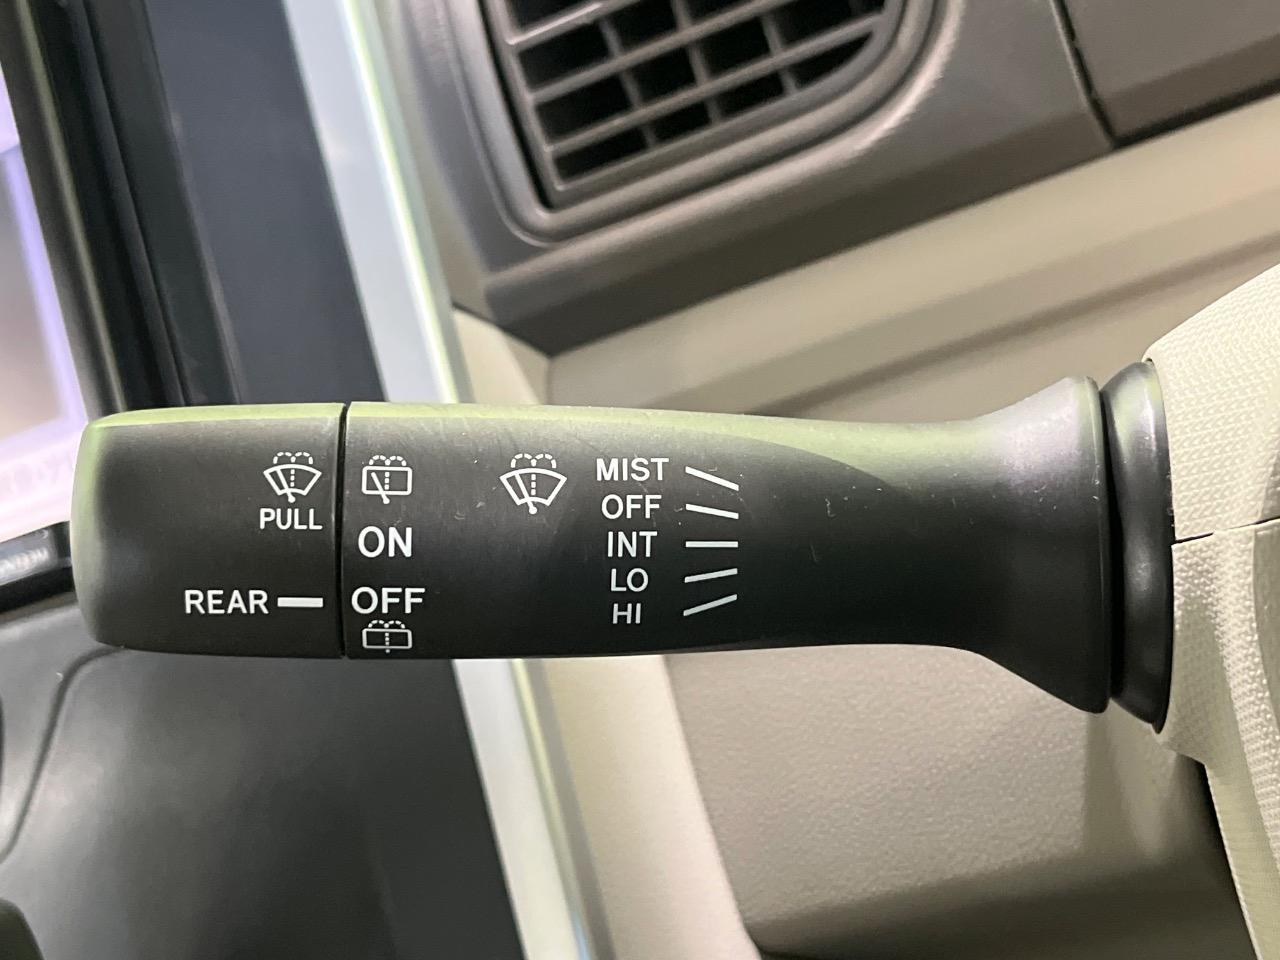 PULL
REAR
ON
OFF
MIST
OFF
INT
LO
HI